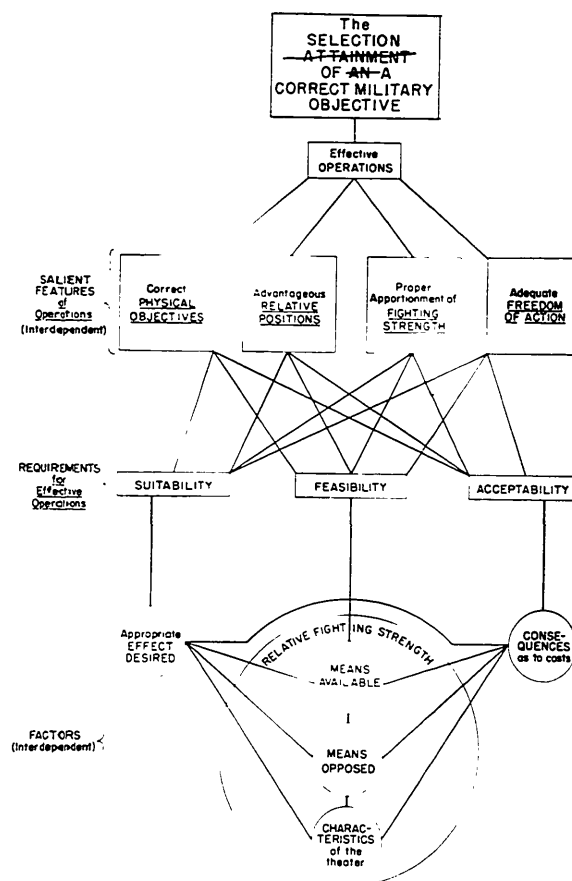 The
SELECTION
ATTAINMENT
OF AN A
CORRECT MILITARY
OBJECTIVE
Effective
OPERATIONS
SALIENT
FEATURES
of
Operations
(Interdependent)
Correct
PHYSICAL
OBJECTIVES
Advantageous
RELATIVE
POSITIONS
Proper
Apportionment of
FIGHTING
STRENGTH
Adequate
FREEDOM
OF ACTION
REQUIREMENTS
for
Effective
Operations
SUITABILITY
FEASIBILITY
ACCEPTABILITY
Appropriate
EFFECT
DESIRED
RELATIVE FIGHTING STRENGTH
CONSE-
QUENCES
as to costs
MEANS
AVAILABLE
FACTORS
(Interdependent)
MEANS
OPPOSED
CHARAC-
TERISTICS
of the
theater